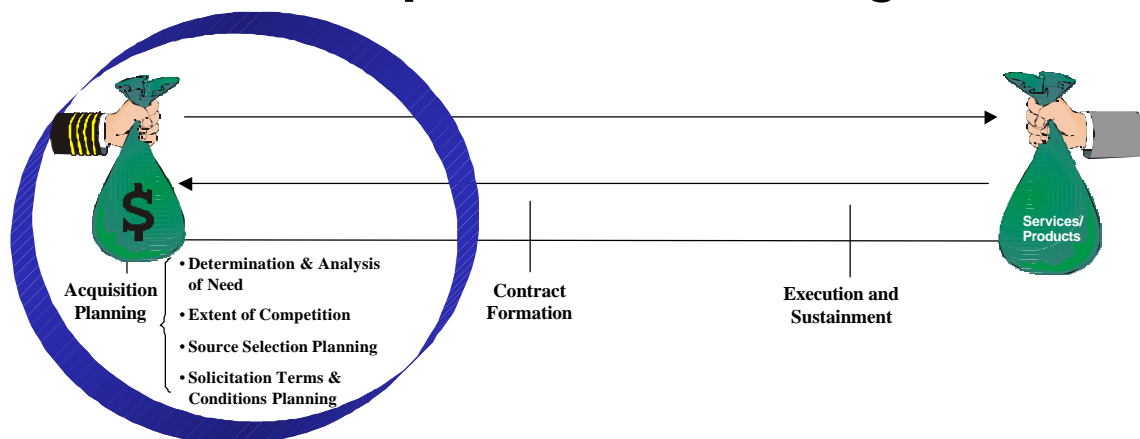 $
Services/
Products
Acquisition
Planning
• Determination & Analysis
of Need
• Extent of Competition
• Source Selection Planning
• Solicitation Terms &
Conditions Planning
Contract
Formation
Execution and
Sustainment